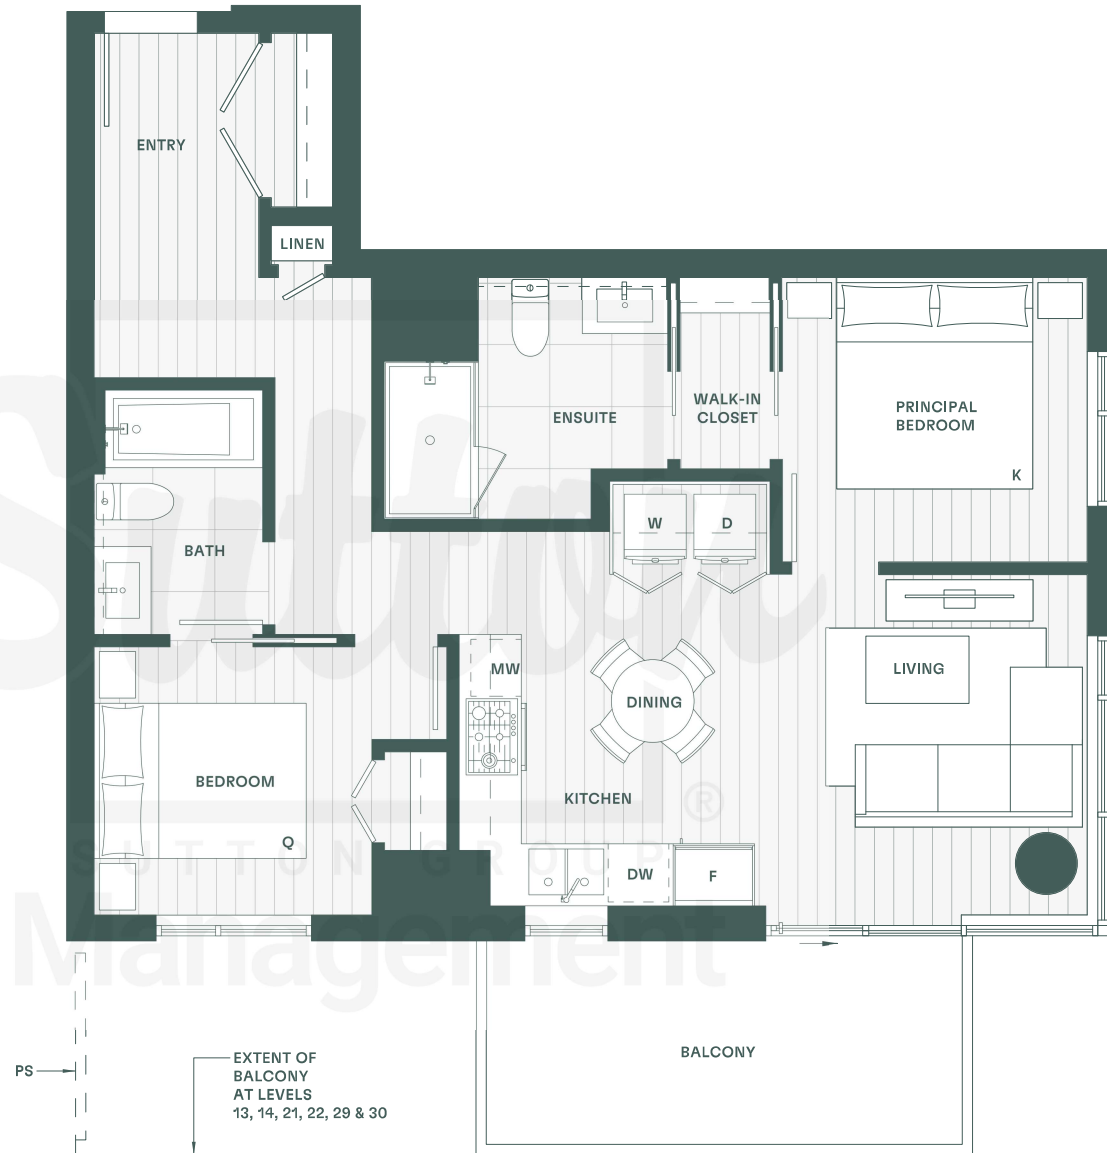 ENTRY
LINEN
WALK-IN
CLOSET
ENSUITE
PRINCIPAL
BEDROOM
K
W
D
BATH
MW
DINING
LIVING
BEDROOM
Q
KITCHEN
DW
F
Sutton
®
SUTTON GROUP
Management
BALCONY
PS
EXTENT OF
BALCONY
AT LEVELS
13, 14, 21, 22, 29 & 30